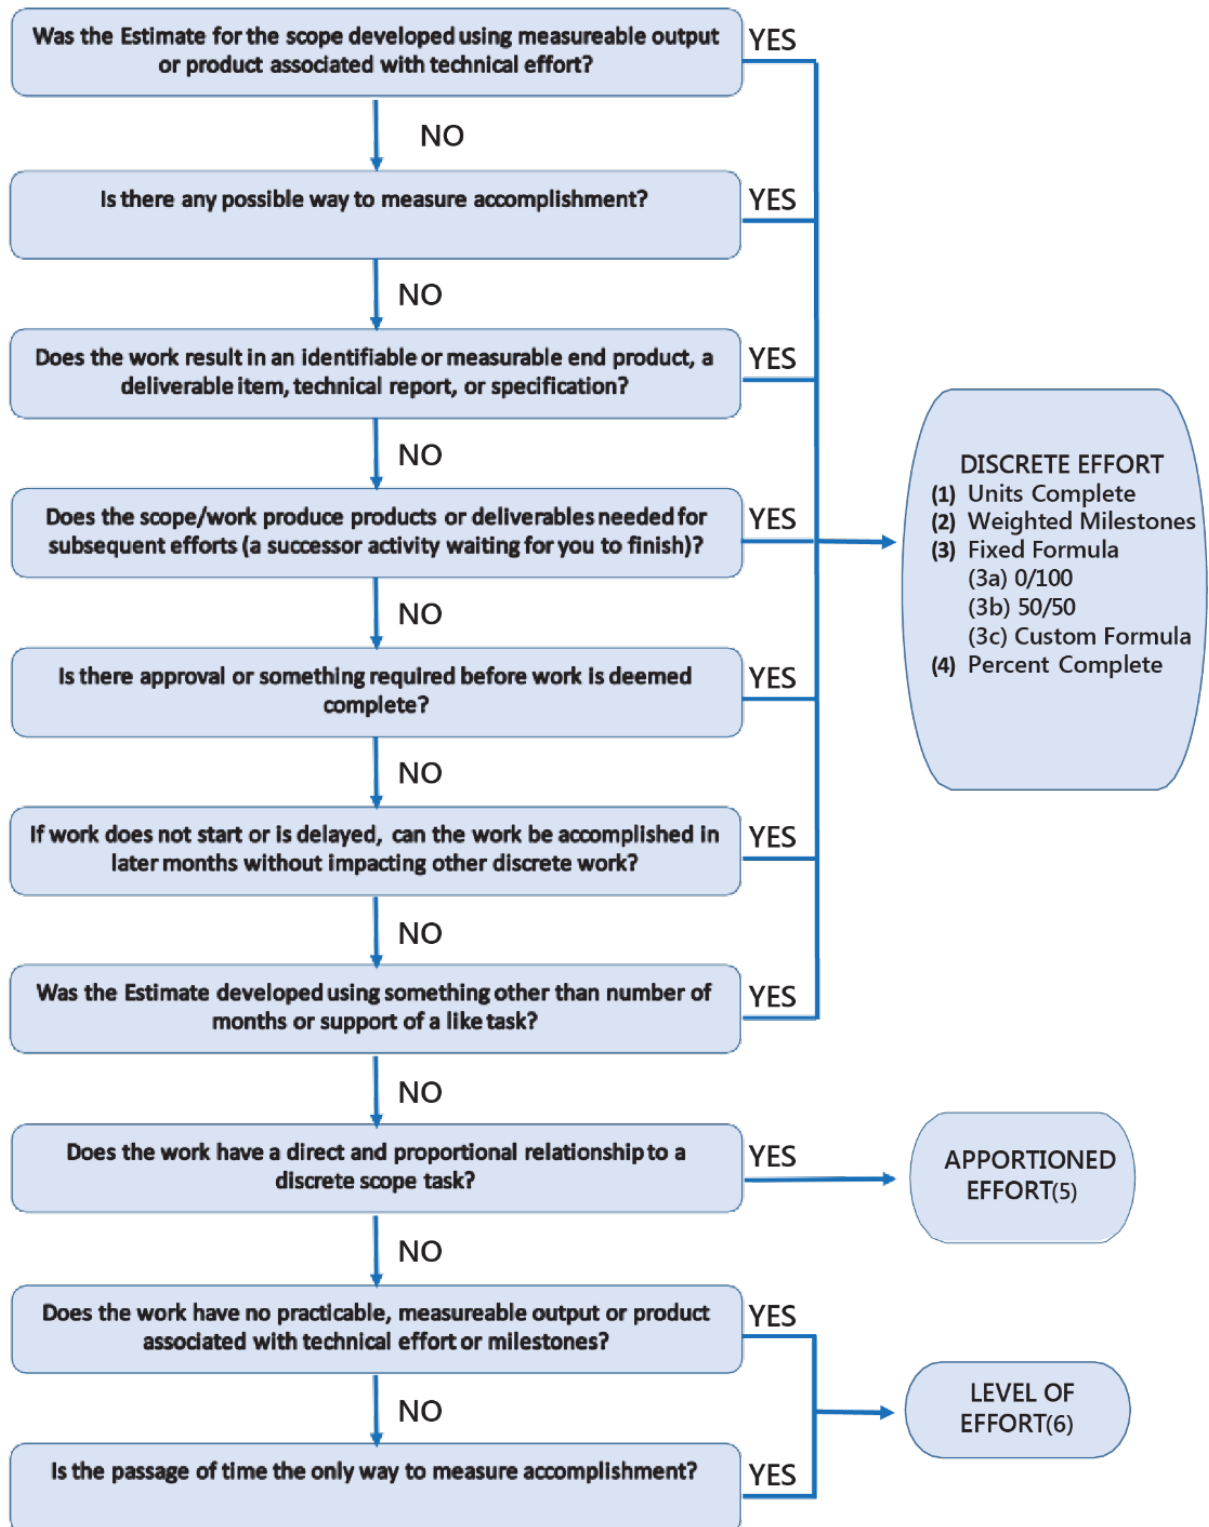 Was the Estimate for the scope developed using measureable output
or product associated with technical effort?
YES
NO
Is there any possible way to measure accomplishment?
YES
NO
Does the work result in an identifiable or measurable end product, a
deliverable item, technical report, or specification?
YES
NO
Does the scope/work produce products or deliverables needed for
subsequent efforts (a successor activity waiting for you to finish)?
YES
NO
Is there approval or something required before work is deemed
complete?
YES
NO
If work does not start or is delayed, can the work be accomplished in
later months without impacting other discrete work?
YES
NO
Was the Estimate developed using something other than number of
months or support of a like task?
YES
DISCRETE EFFORT
(1) Units Complete
(2) Weighted Milestones
(3) Fixed Formula
(3a) 0/100
(3b) 50/50
(3c) Custom Formula
(4) Percent Complete
NO
Does the work have a direct and proportional relationship to a
discrete scope task?
YES
APPORTIONED
EFFORT(5)
NO
Does the work have no practicable, measureable output or product
associated with technical effort or milestones?
YES
NO
Is the passage of time the only way to measure accomplishment?
YES
LEVEL OF
EFFORT(6)